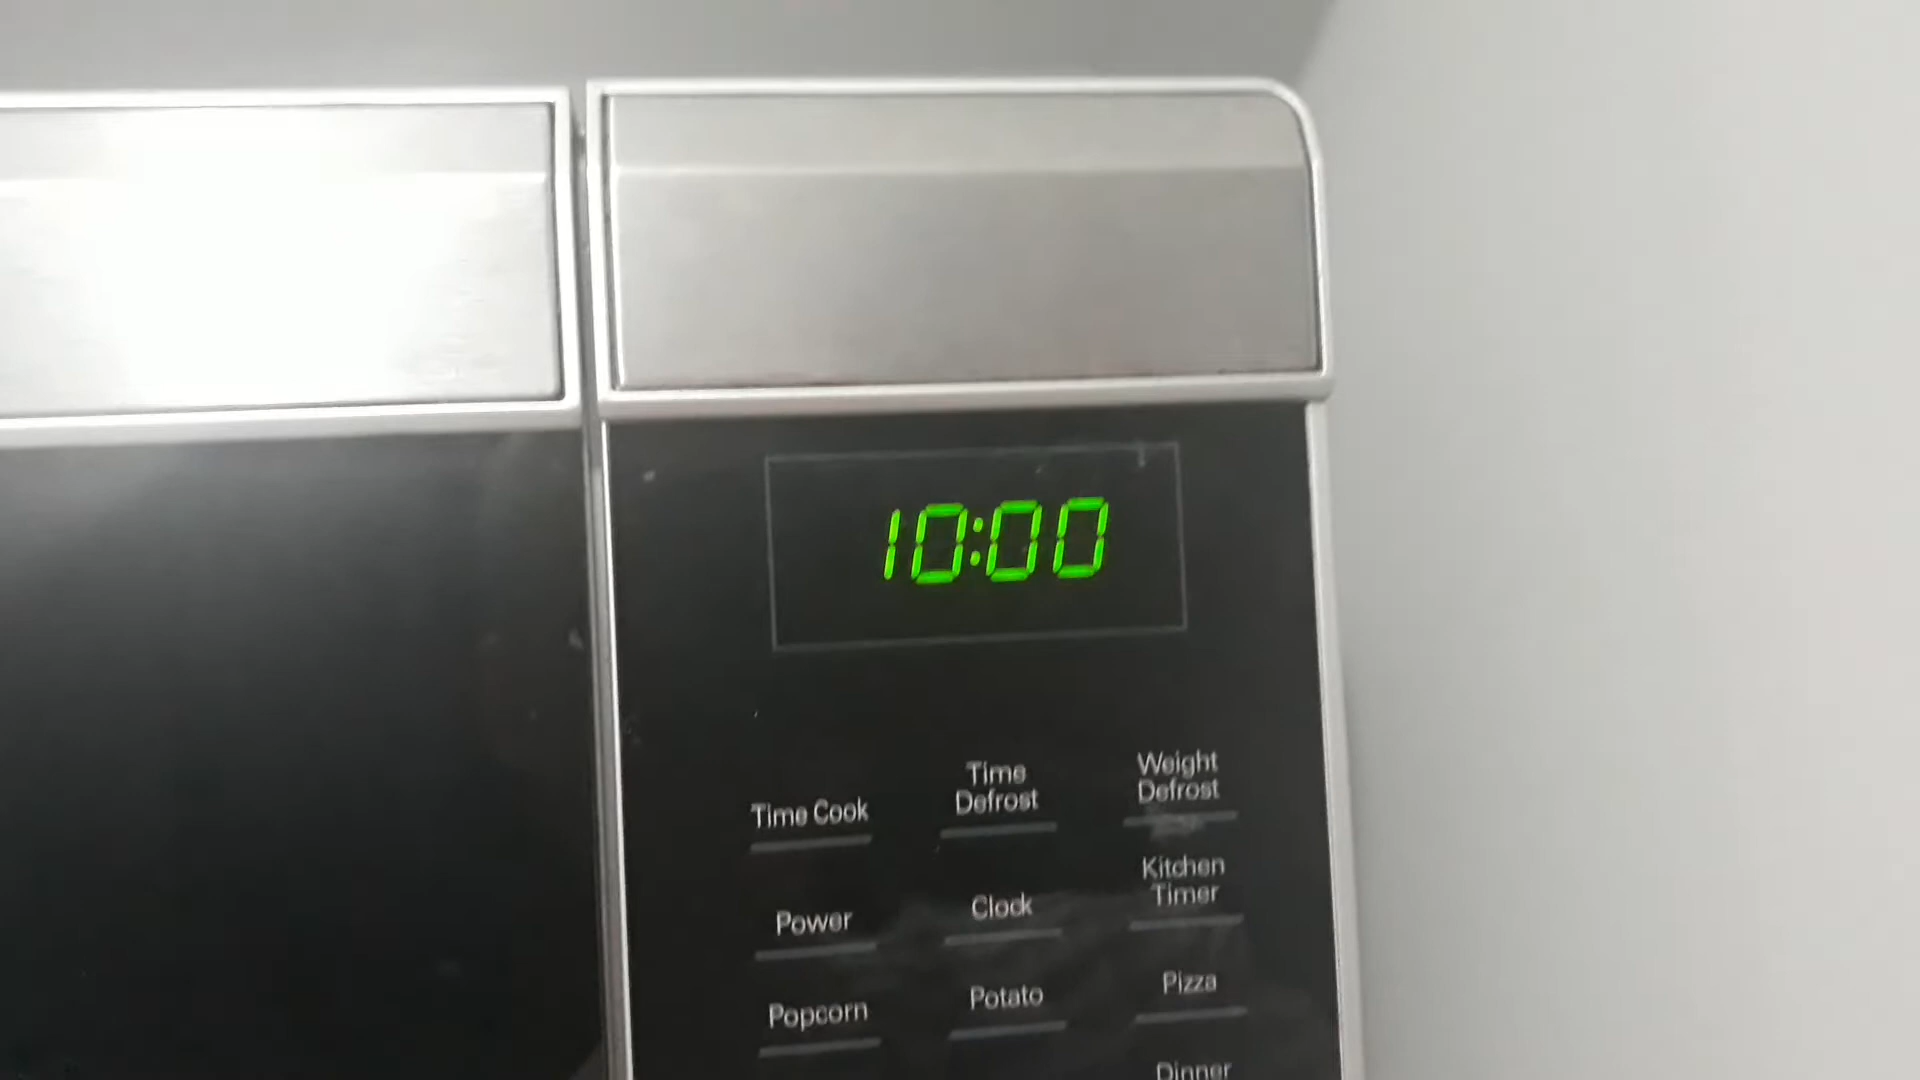 10:00
Time Cook
Time
Defrost
Weight
Defrost
Power
Clock
Kitchen
Timer
Popcorn
Potato
Pizza
Dinner